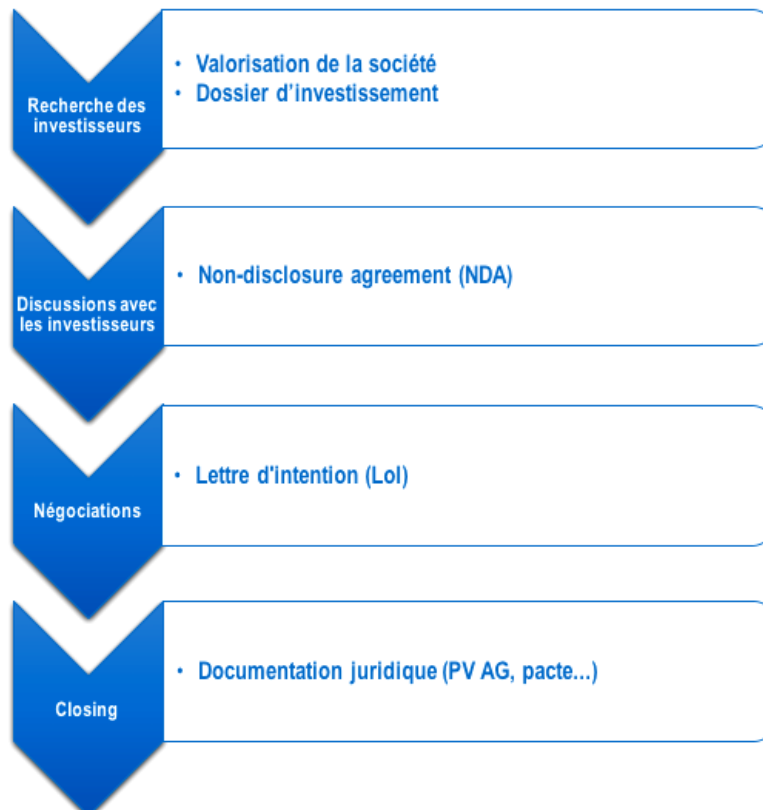 Recherche des
investisseurs
• Valorisation de la société
• Dossier d’investissement
Discussions avec
les investisseurs
• Non-disclosure agreement (NDA)
Négociations
• Lettre d'intention (LoI)
Closing
• Documentation juridique (PV AG, pacte...)